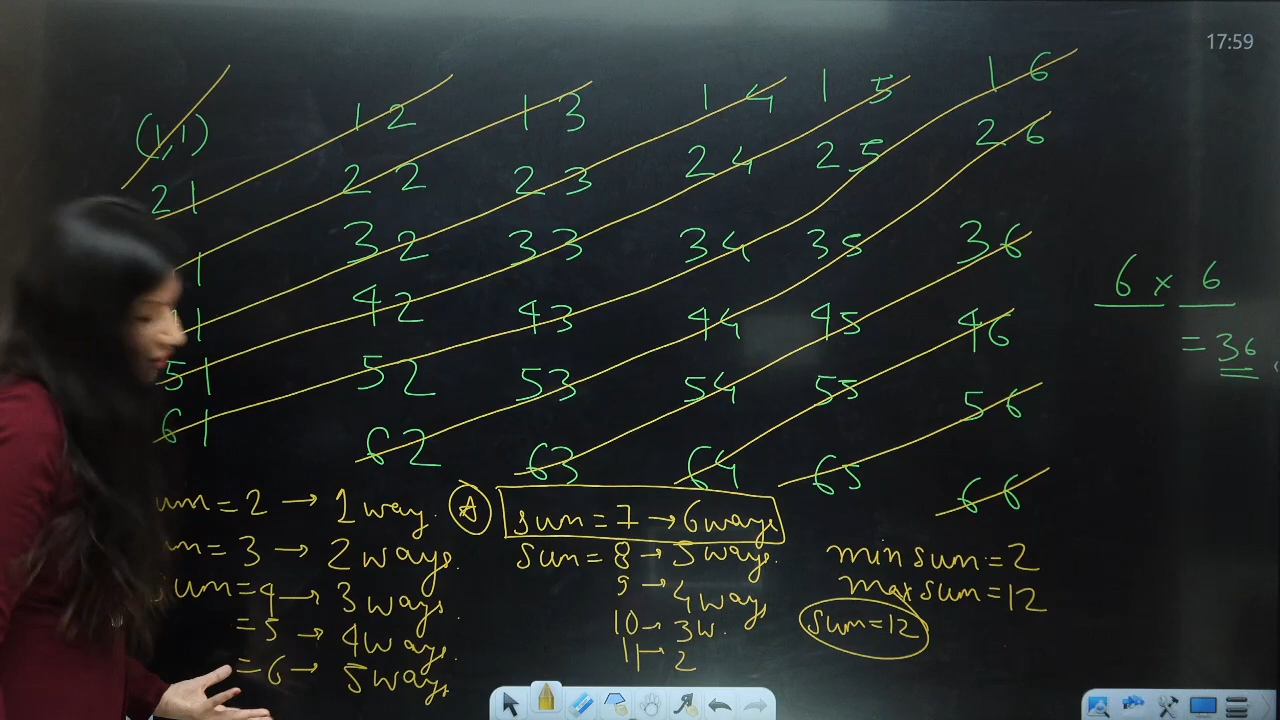 17:59
(1,1) 12 13 14 15 16
21 22 23 24 25 26
1 32 33 34 35 36
1 42 43 44 45 46
51 52 53 54 55 56
61 62 63 64 65 66
6 x 6
= 36
um = 2 → 1 way.
m = 3 → 2 ways.
sum = 4 → 3 ways.
= 5 → 4 ways.
= 6 → 5 ways
A
sum = 7 → 6 ways
sum = 8 → 5 ways.
9 → 4 ways
10 → 3 w.
11 → 2
min sum = 2
max sum = 12
sum = 12